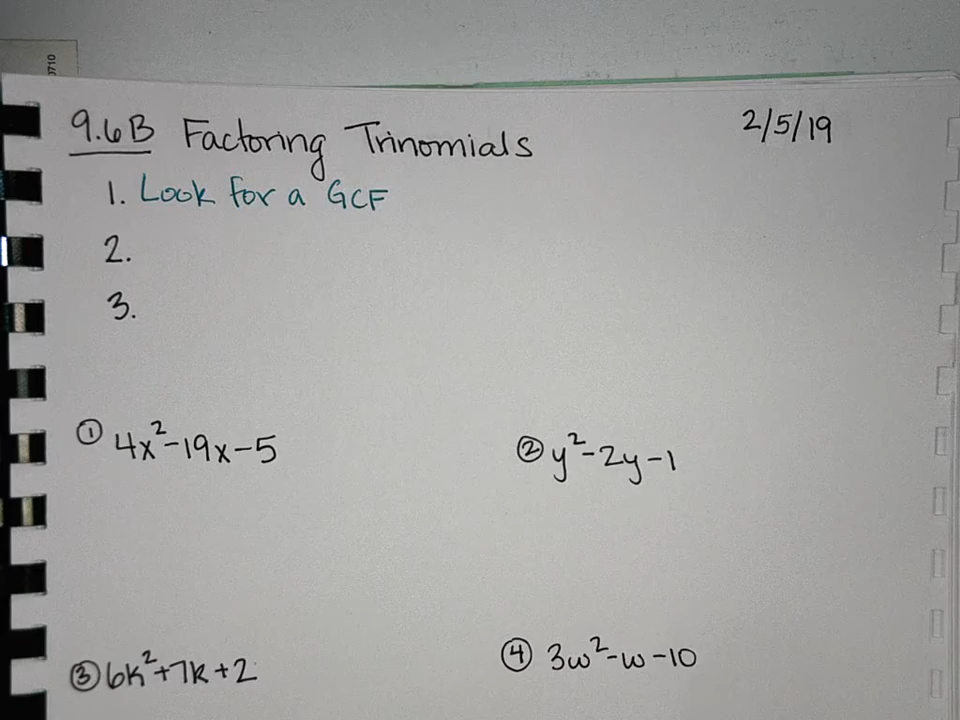 0710
9.6B Factoring Trinomials 2/5/19
1. Look for a GCF
2.
3.
① 4x²-19x-5
② y²-2y-1
③ 6k²+7k+2
④ 3w²-w-10